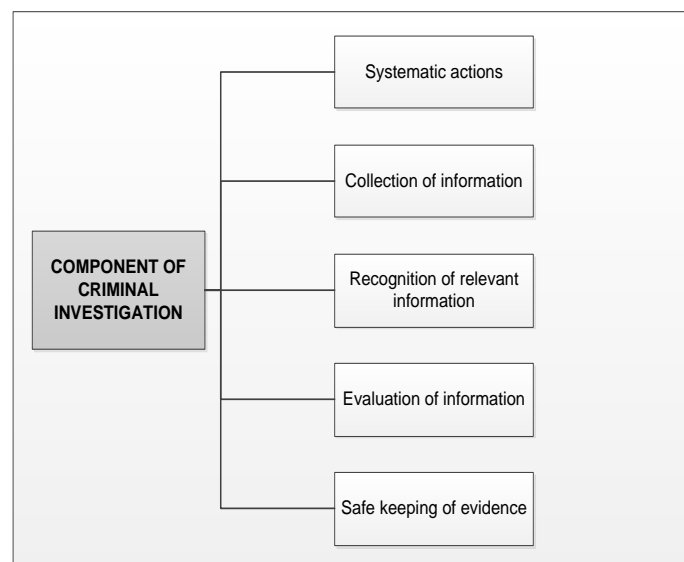 Systematic actions
Collection of information
COMPONENT OF
CRIMINAL
INVESTIGATION
Recognition of relevant
information
Evaluation of information
Safe keeping of evidence